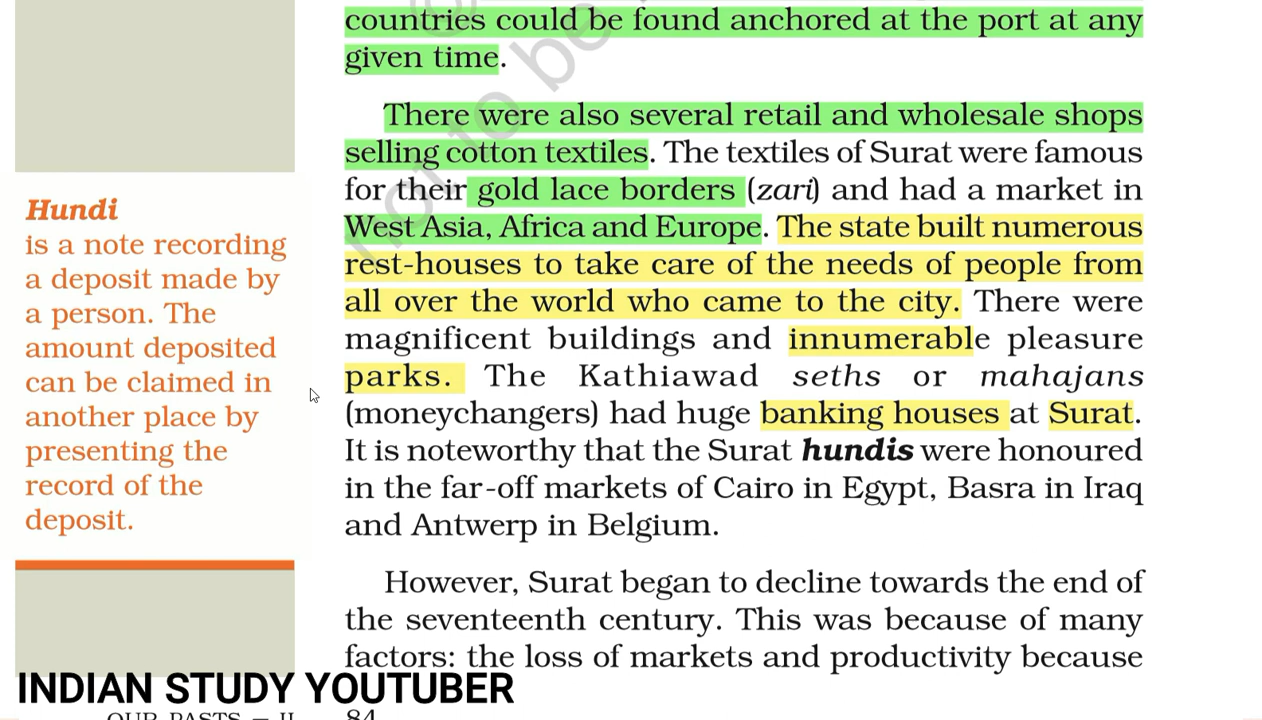 countries could be found anchored at the port at any
given time.
There were also several retail and wholesale shops
selling cotton textiles. The textiles of Surat were famous
for their gold lace borders (zari) and had a market in
West Asia, Africa and Europe. The state built numerous
rest-houses to take care of the needs of people from
all over the world who came to the city. There were
magnificent buildings and innumerable pleasure
parks. The Kathiawad seths or mahajans
(moneychangers) had huge banking houses at Surat.
It is noteworthy that the Surat hundis were honoured
in the far-off markets of Cairo in Egypt, Basra in Iraq
and Antwerp in Belgium.
However, Surat began to decline towards the end of
the seventeenth century. This was because of many
factors: the loss of markets and productivity because
Hundi
is a note recording
a deposit made by
a person. The
amount deposited
can be claimed in
another place by
presenting the
record of the
deposit.
not to be
INDIAN STUDY YOUTUBER
OUR PASTS – II 84